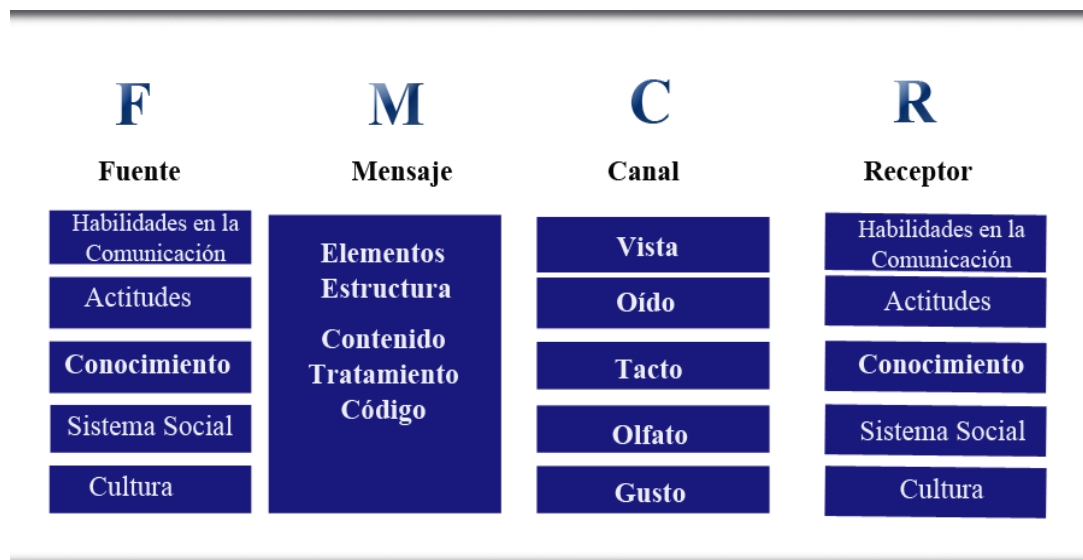 F
Fuente
Habilidades en la
Comunicación
Actitudes
Conocimiento
Sistema Social
Cultura
M
Mensaje
Elementos
Estructura
Contenido
Tratamiento
Código
C
Canal
Vista
Oído
Tacto
Olfato
Gusto
R
Receptor
Habilidades en la
Comunicación
Actitudes
Conocimiento
Sistema Social
Cultura